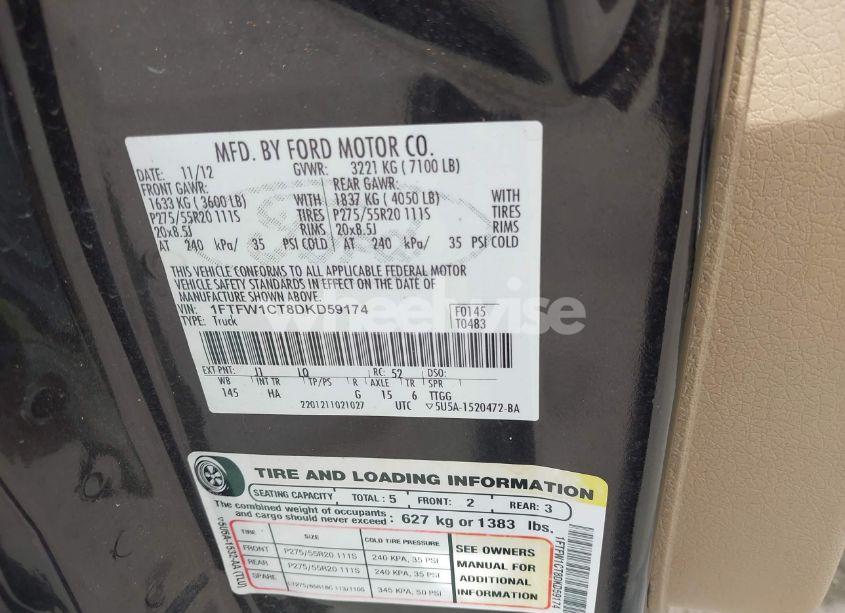 MFD. BY FORD MOTOR CO.
DATE: 11/12 GVWR: 3221 KG ( 7100 LB)
FRONT GAWR: REAR GAWR:
1633 KG ( 3600 LB) WITH 1837 KG ( 4050 LB) WITH
P275/55R20 111S TIRES P275/55R20 111S TIRES
20x8.5J RIMS 20x8.5J RIMS
AT 240 kPa/ 35 PSI COLD AT 240 kPa/ 35 PSI COLD
THIS VEHICLE CONFORMS TO ALL APPLICABLE FEDERAL MOTOR
VEHICLE SAFETY STANDARDS IN EFFECT ON THE DATE OF
MANUFACTURE SHOWN ABOVE.
VIN: 1FTFW1CT8DKD59174 F0145
TYPE: Truck T0483
wheelwise
EXT PNT: J1 LQ RC: 52 DSO:
WB INT TR TP/PS R AXLE TR SPR
145 HA G 15 6 TTGG
2201211021027 UTC ▽5U5A-1520472-BA
TIRE AND LOADING INFORMATION
SEATING CAPACITY TOTAL: 5 FRONT: 2 REAR: 3
The combined weight of occupants and cargo should never exceed: 627 kg or 1383 lbs.
TIRE SIZE COLD TIRE PRESSURE
FRONT P275/55R20 111S 240 KPA, 35 PSI
REAR P275/55R20 111S 240 KPA, 35 PSI
SPARE 345 KPA, 50 PSI
SEE OWNERS
MANUAL FOR
ADDITIONAL
INFORMATION
1FTFW1CT8DKD59174